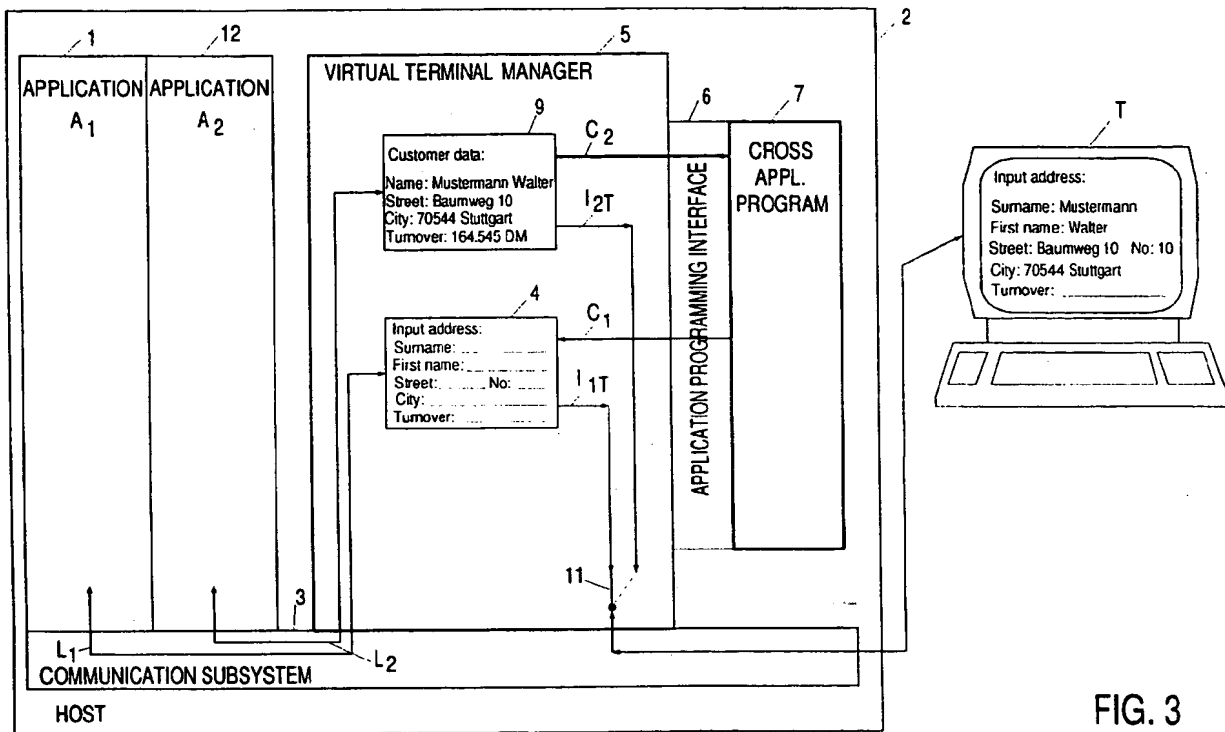 1
12
5
2
APPLICATION
A1
APPLICATION
A2
VIRTUAL TERMINAL MANAGER
6
7
T
9
C2
Customer data:
Name: Mustermann Walter
Street: Baumweg 10
City: 70544 Stuttgart
Turnover: 164.545 DM
I2T
CROSS
APPL.
PROGRAM
APPLICATION PROGRAMMING INTERFACE
Input address:
Surname: Mustermann
First name: Walter
Street: Baumweg 10 No: 10
City: 70544 Stuttgart
Turnover:
4
C1
Input address:
Surname:
First name:
Street: No:
City:
Turnover:
I1T
11
3
L1
L2
COMMUNICATION SUBSYSTEM
HOST
FIG. 3